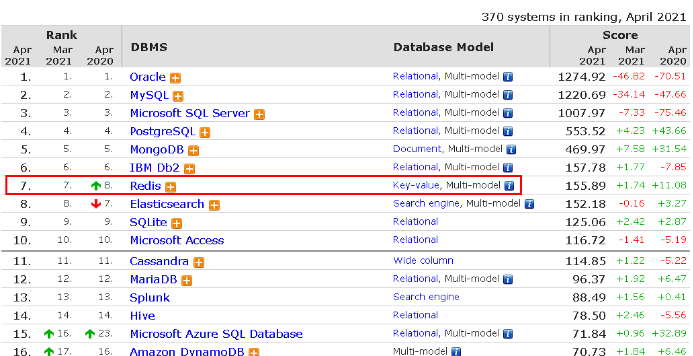 370 systems in ranking, April 2021
Rank DBMS Database Model Score
Apr 2021 Mar 2021 Apr 2020 Apr 2021 Mar 2021 Apr 2020
1. 1. 1. Oracle Relational, Multi-model 1274.92 -46.82 -70.51
2. 2. 2. MySQL Relational, Multi-model 1220.69 -34.14 -47.66
3. 3. 3. Microsoft SQL Server Relational, Multi-model 1007.97 -7.33 -75.46
4. 4. 4. PostgreSQL Relational, Multi-model 553.52 +4.23 +43.66
5. 5. 5. MongoDB Document, Multi-model 469.97 +7.58 +31.54
6. 6. 6. IBM Db2 Relational, Multi-model 157.78 +1.77 -7.85
7. 7. 8. Redis Key-value, Multi-model 155.89 +1.74 +11.08
8. 8. 7. Elasticsearch Search engine, Multi-model 152.18 -0.16 +3.27
9. 9. 9. SQLite Relational 125.06 +2.42 +2.87
10. 10. 10. Microsoft Access Relational 116.72 -1.41 -5.19
11. 11. 11. Cassandra Wide column 114.85 +1.22 -5.22
12. 12. 12. MariaDB Relational, Multi-model 96.37 +1.92 +6.47
13. 13. 13. Splunk Search engine 88.49 +1.56 +0.41
14. 14. 14. Hive Relational 78.50 +2.46 -5.56
15. 16. 23. Microsoft Azure SQL Database Relational, Multi-model 71.84 +0.96 +32.89
16. 17. 16. Amazon DynamoDB Multi-model 70.73 +1.84 +6.46